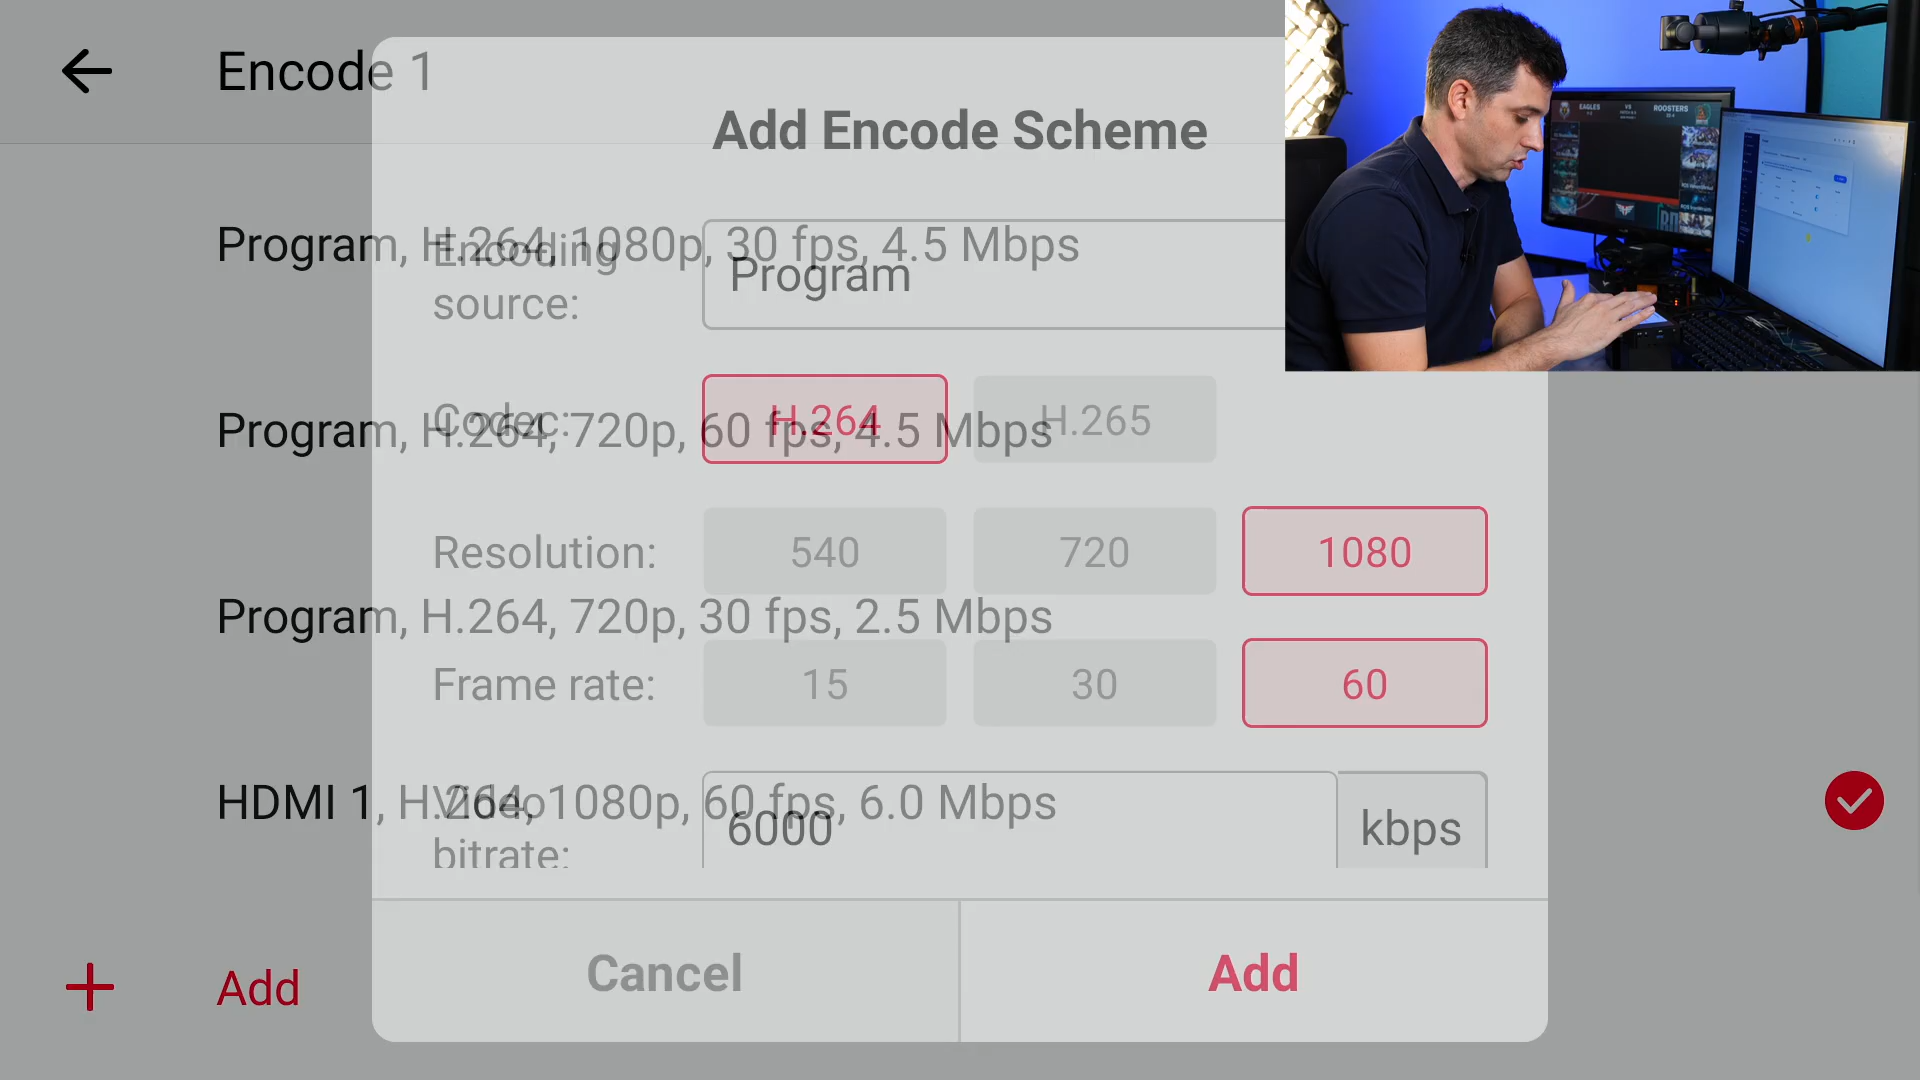 Encode 1
Add Encode Scheme
Program, H.264, 1080p, 30 fps, 4.5 Mbps
Encoding
source:
Program
Program, H.264, 720p, 60 fps, 4.5 Mbps
Codec:
H.264
H.265
Resolution:
540
720
1080
Program, H.264, 720p, 30 fps, 2.5 Mbps
Frame rate:
15
30
60
HDMI 1, H.264, 1080p, 60 fps, 6.0 Mbps
Video
bitrate:
6000
kbps
Add
Cancel
Add
EAGLES
VS
ROOSTERS